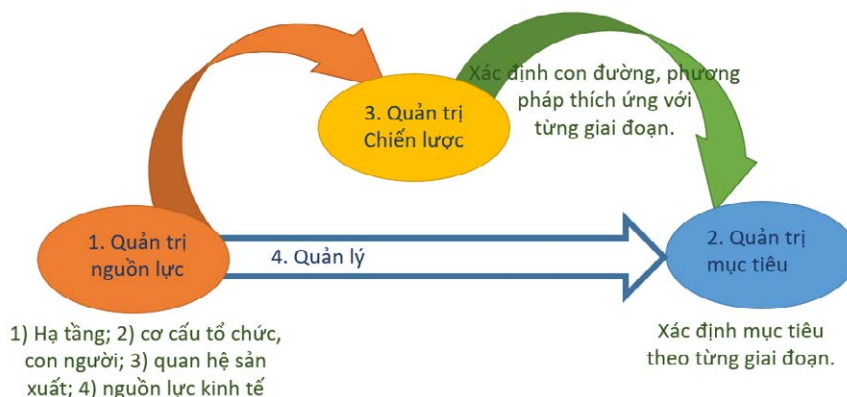 Xác định con đường, phương
pháp thích ứng với
từng giai đoạn.
3. Quản trị
Chiến lược
1. Quản trị
nguồn lực
4. Quản lý
2. Quản trị
mục tiêu
1) Hạ tầng; 2) cơ cấu tổ chức,
con người; 3) quan hệ sản
xuất; 4) nguồn lực kinh tế
Xác định mục tiêu
theo từng giai đoạn.